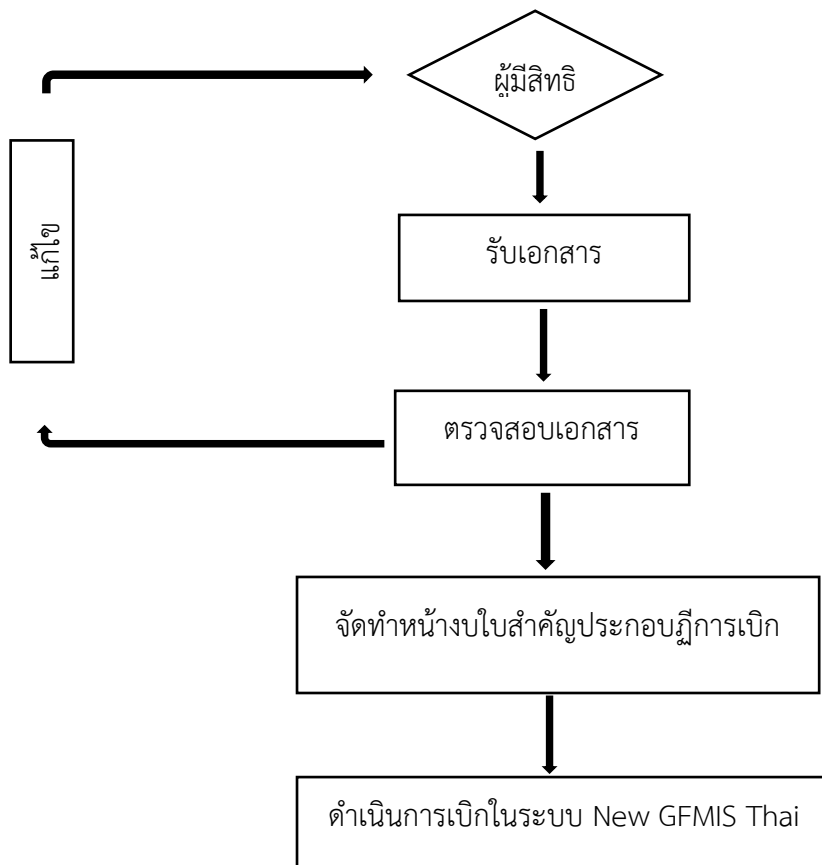 ผู้มีสิทธิ
รับเอกสาร
แก้ไข
ตรวจสอบเอกสาร
จัดทำหน้างบใบสำคัญประกอบฏีการเบิก
ดำเนินการเบิกในระบบ New GFMIS Thai